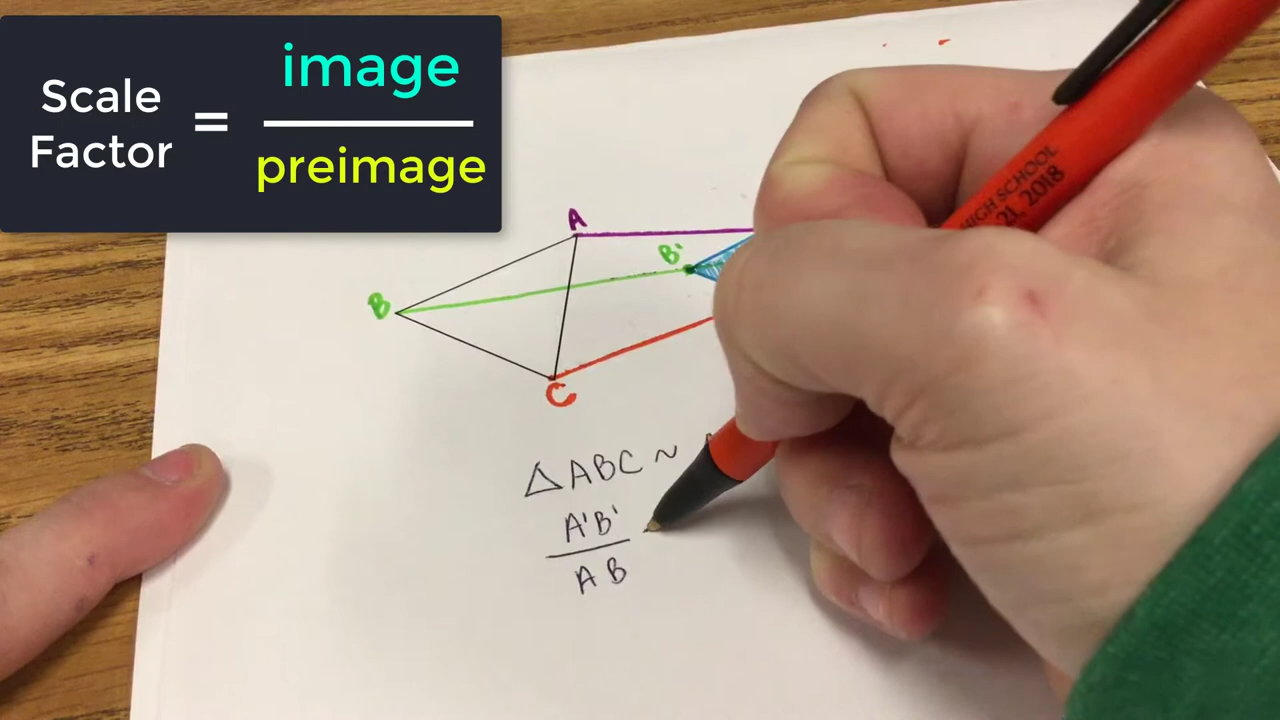 Scale
Factor
=
image
preimage
A
B'
B
C
HIGH SCHOOL
21, 2018
△ABC ~
A'B'
AB